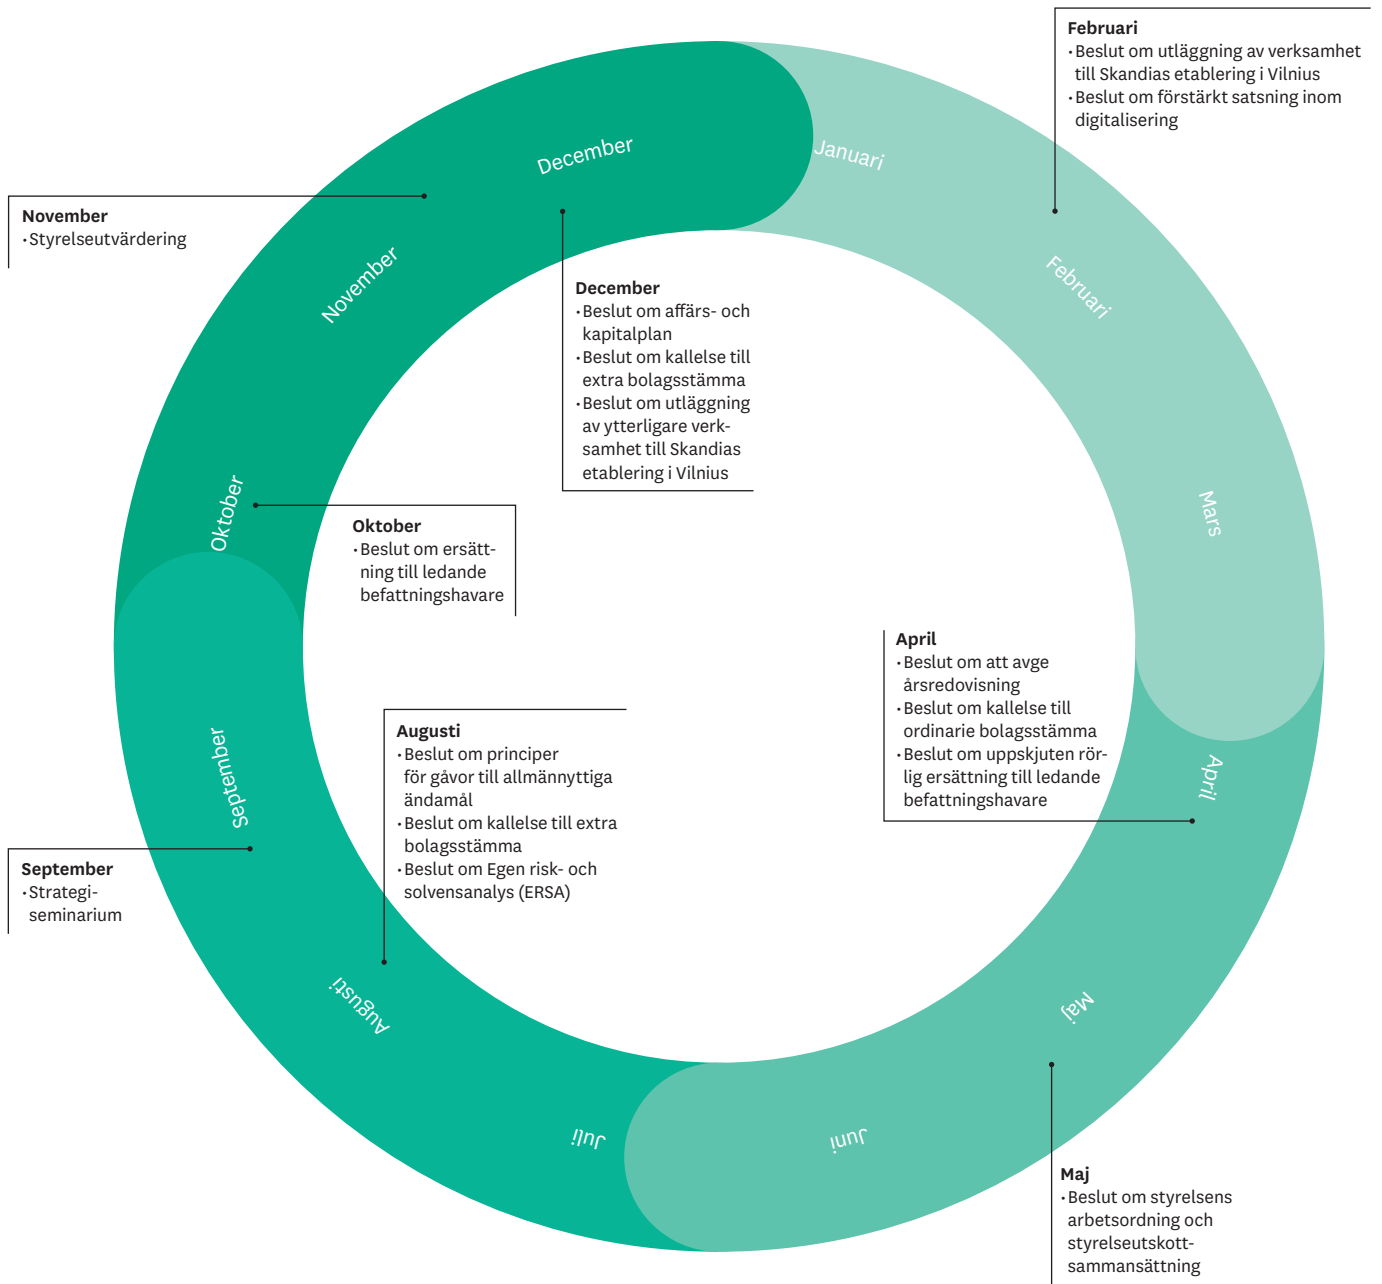 Februari
·Beslut om utläggning av verksamhet
till Skandias etablering i Vilnius
·Beslut om förstärkt satsning inom
digitalisering
December
Januari
November
·Styrelseutvärdering
November
Februari
December
·Beslut om affärs- och
kapitalplan
·Beslut om kallelse till
extra bolagsstämma
·Beslut om utläggning
av ytterligare verk-
samhet till Skandias
etablering i Vilnius
Oktober
Mars
Oktober
·Beslut om ersätt-
ning till ledande
befattningshavare
April
·Beslut om att avge
årsredovisning
·Beslut om kallelse till
ordinarie bolagsstämma
·Beslut om uppskjuten rör-
lig ersättning till ledande
befattningshavare
April
Augusti
·Beslut om principer
för gåvor till allmännyttiga
ändamål
·Beslut om kallelse till extra
bolagsstämma
·Beslut om Egen risk- och
solvensanalys (ERSA)
September
September
·Strategi-
seminarium
Augusti
Maj
Juli
Juni
Maj
·Beslut om styrelsens
arbetsordning och
styrelseutskott-
sammansättning